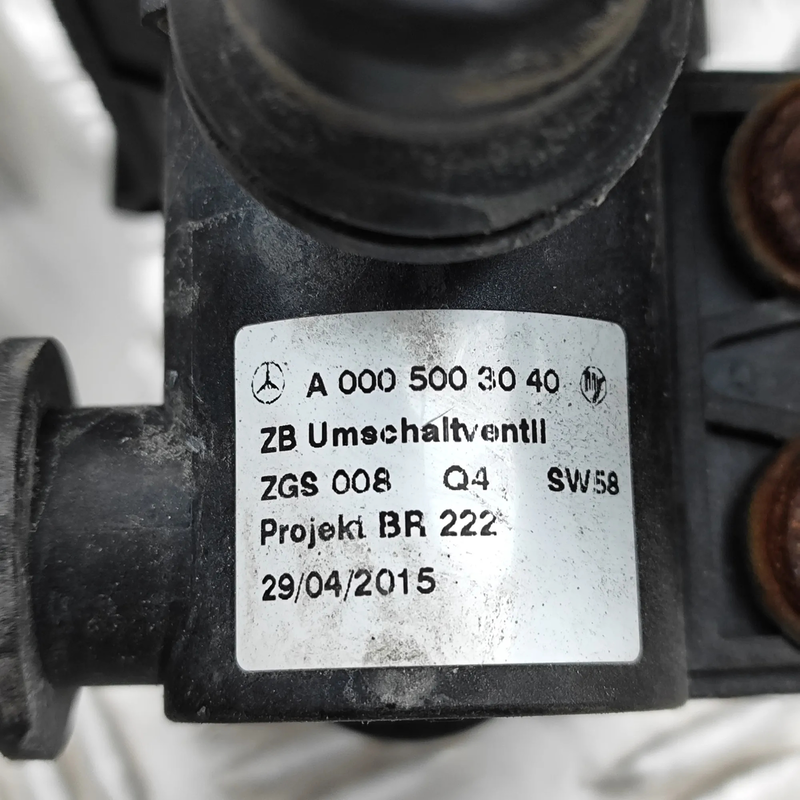 A 000 500 30 40
ZB Umschaltventil
ZGS 008 Q4 SW58
Projekt BR 222
29/04/2015